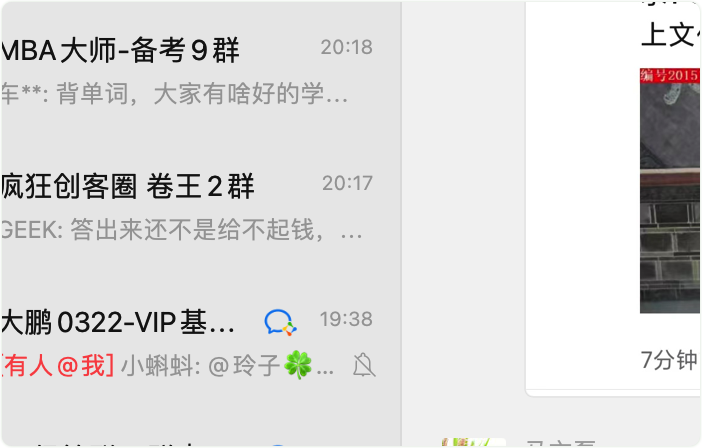 MBA大师-备考9群 20:18
车**: 背单词，大家有啥好的学...
疯狂创客圈 卷王2群 20:17
GEEK: 答出来还不是给不起钱，...
大鹏0322-VIP基... 19:38
[有人@我] 小蝌蚪: @玲子🍀...
上文
编号2015
7分钟